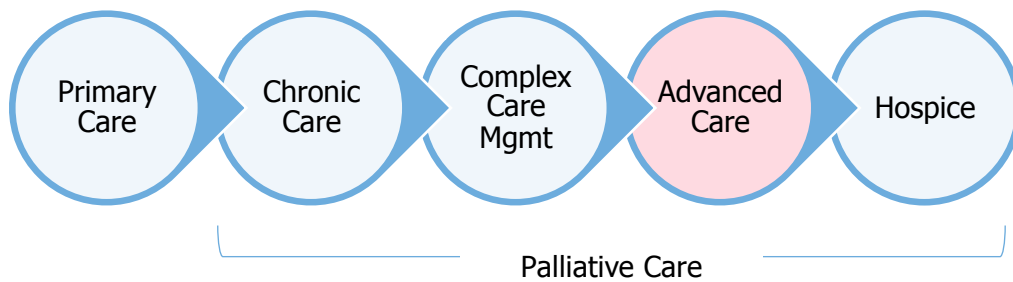 Primary
Care
Chronic
Care
Complex
Care
Mgmt
Advanced
Care
Hospice
Palliative Care